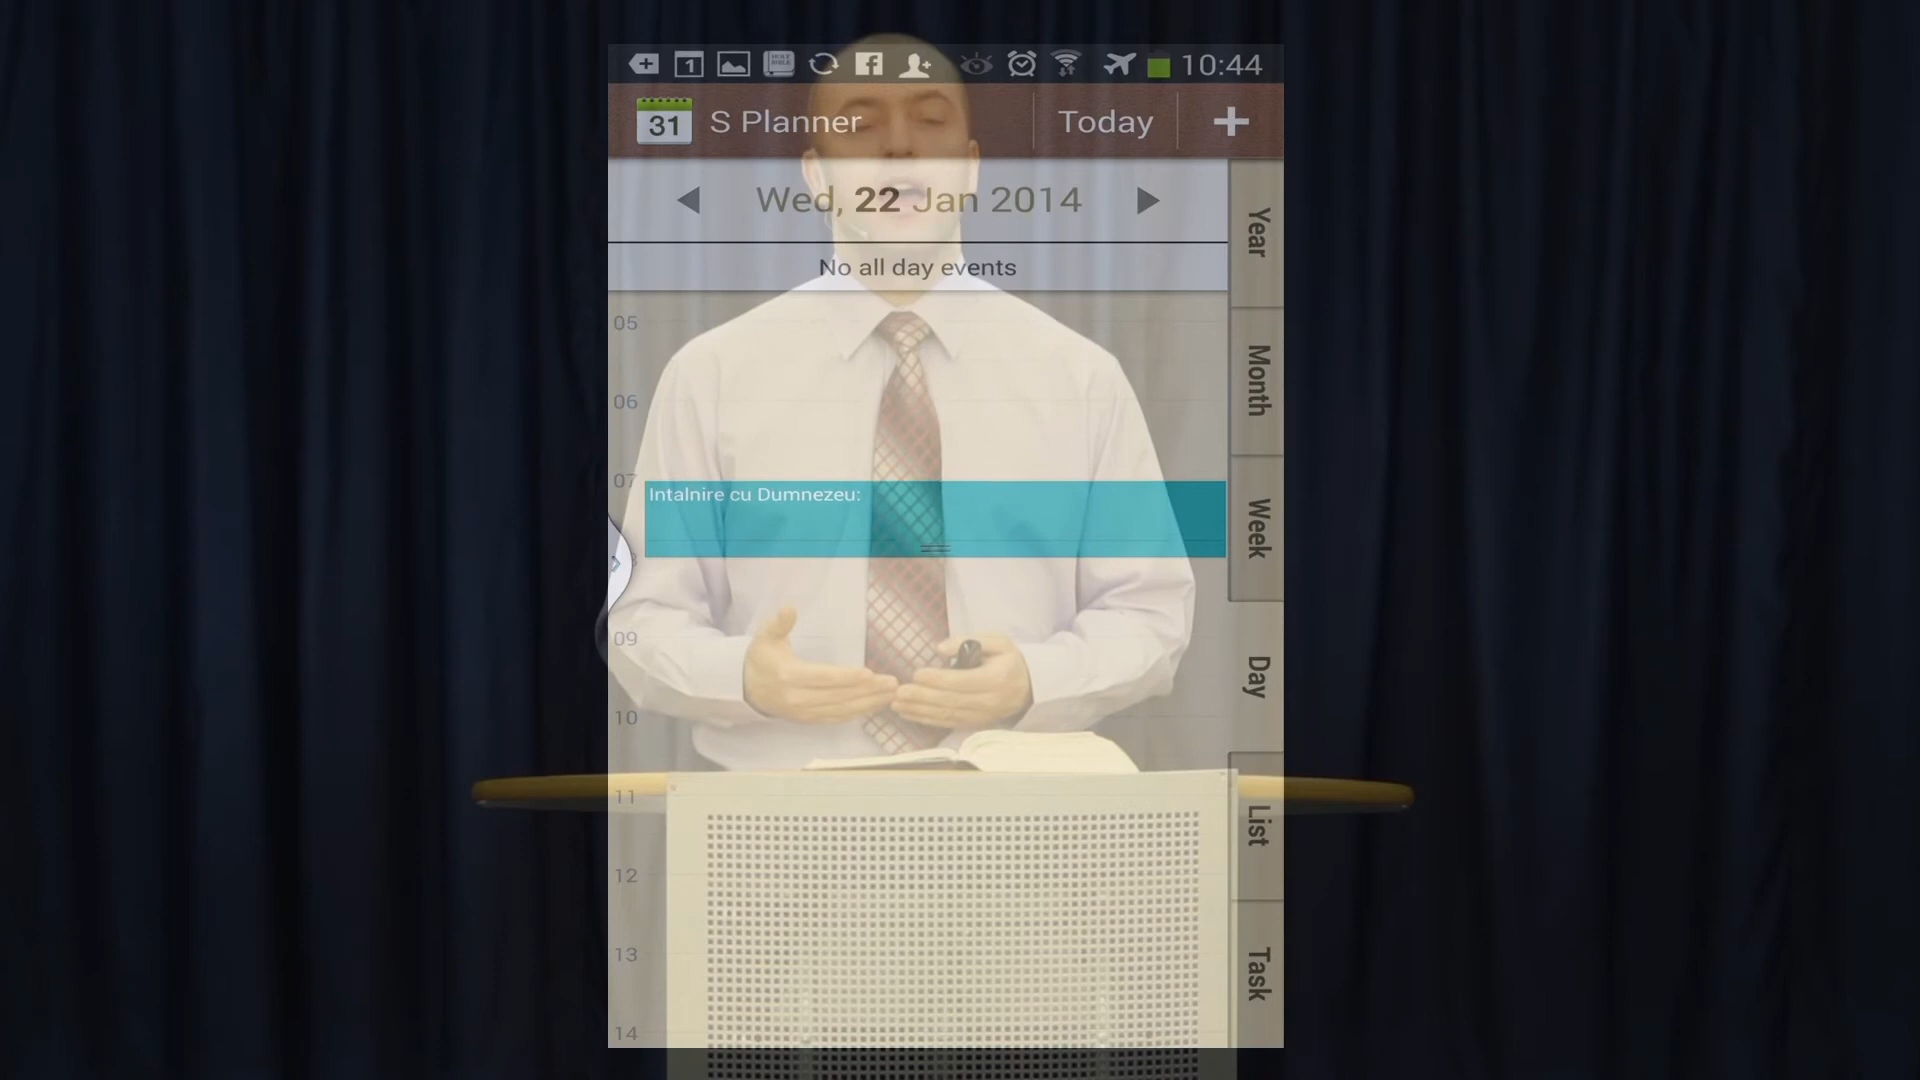 10:44
31 S Planner Today +
Wed, 22 Jan 2014
No all day events
05
06
07
Intalnire cu Dumnezeu:
09
10
11
12
13
14
Year
Month
Week
Day
List
Task